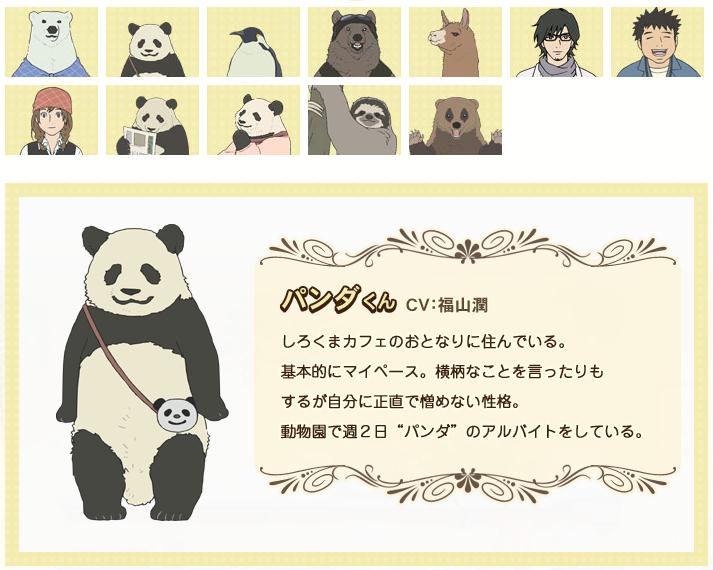 パンダくん CV:福山潤
しろくまカフェのおとなりに住んでいる。
基本的にマイペース。横柄なことを言ったりも
するが自分に正直で憎めない性格。
動物園で週２日“パンダ”のアルバイトをしている。